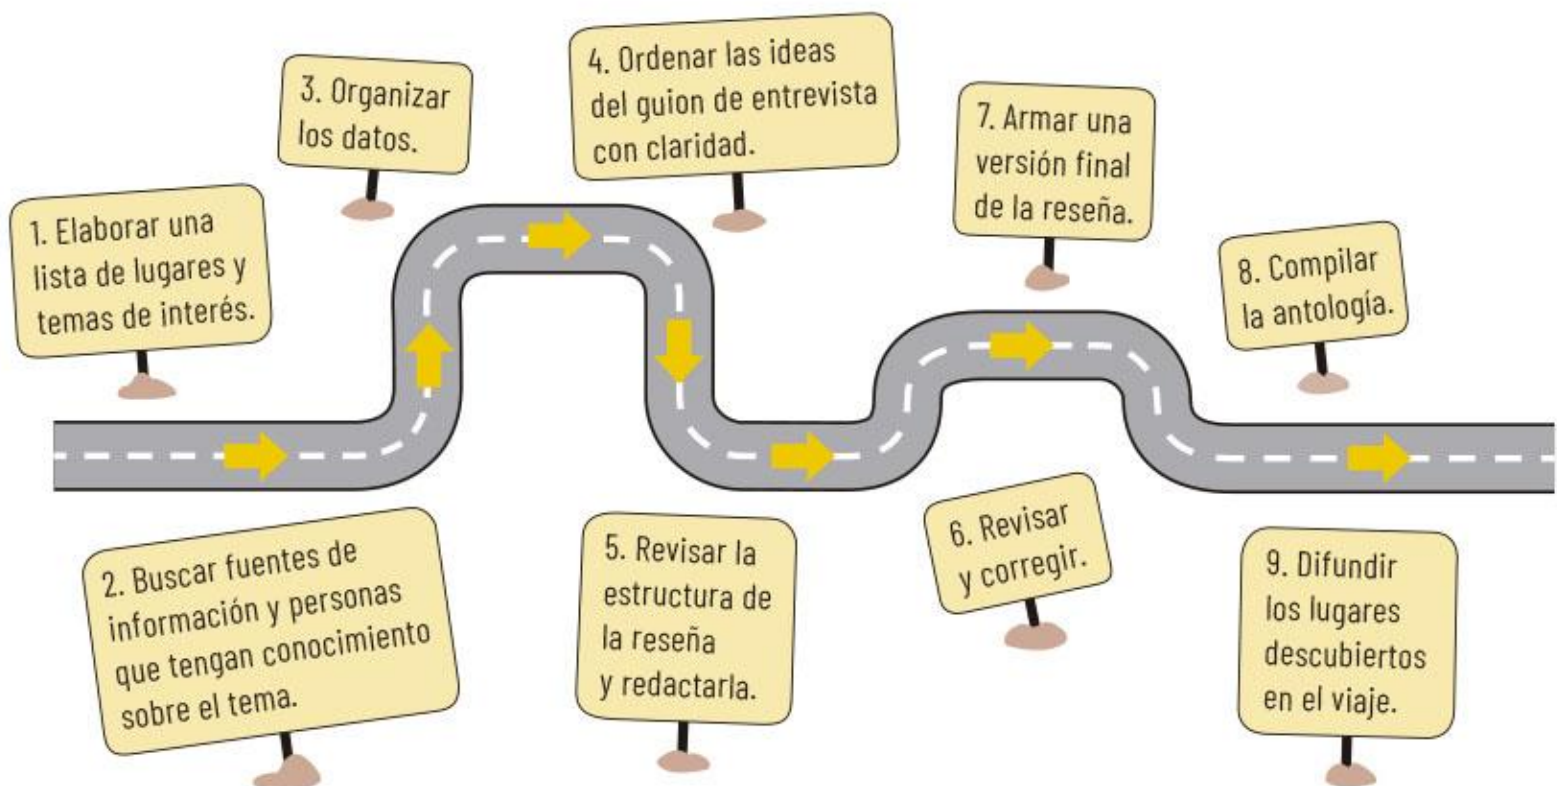 1. Elaborar una
lista de lugares y
temas de interés.
2. Buscar fuentes de
información y personas
que tengan conocimiento
sobre el tema.
3. Organizar
los datos.
4. Ordenar las ideas
del guion de entrevista
con claridad.
5. Revisar la
estructura de
la reseña
y redactarla.
6. Revisar
y corregir.
7. Armar una
versión final
de la reseña.
8. Compilar
la antología.
9. Difundir
los lugares
descubiertos
en el viaje.